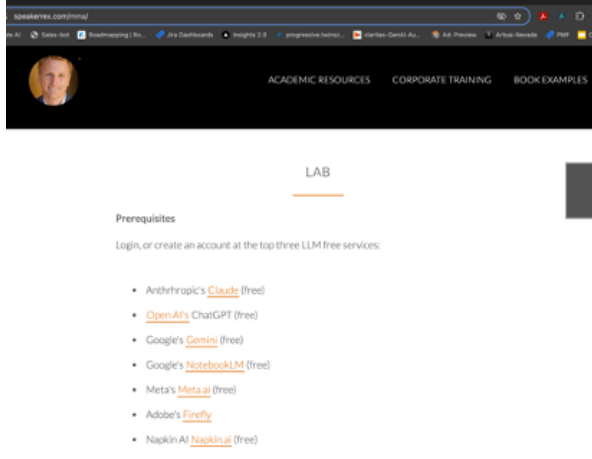 speakerrex.com/mma/
Sales-bot
Roadmapping | Ro...
Jira Dashboards
Insights 3.0
Ad Preview
PMF
ACADEMIC RESOURCES
CORPORATE TRAINING
BOOK EXAMPLES
LAB
Prerequisites
Login, or create an account at the top three LLM free services:
• Anthrhropic's Claude (free)
• Open AI's ChatGPT (free)
• Google's Gemini (free)
• Google's NotebookLM (free)
• Meta's Meta.ai (free)
• Adobe's Firefly
• Napkin AI Napkin.ai (free)